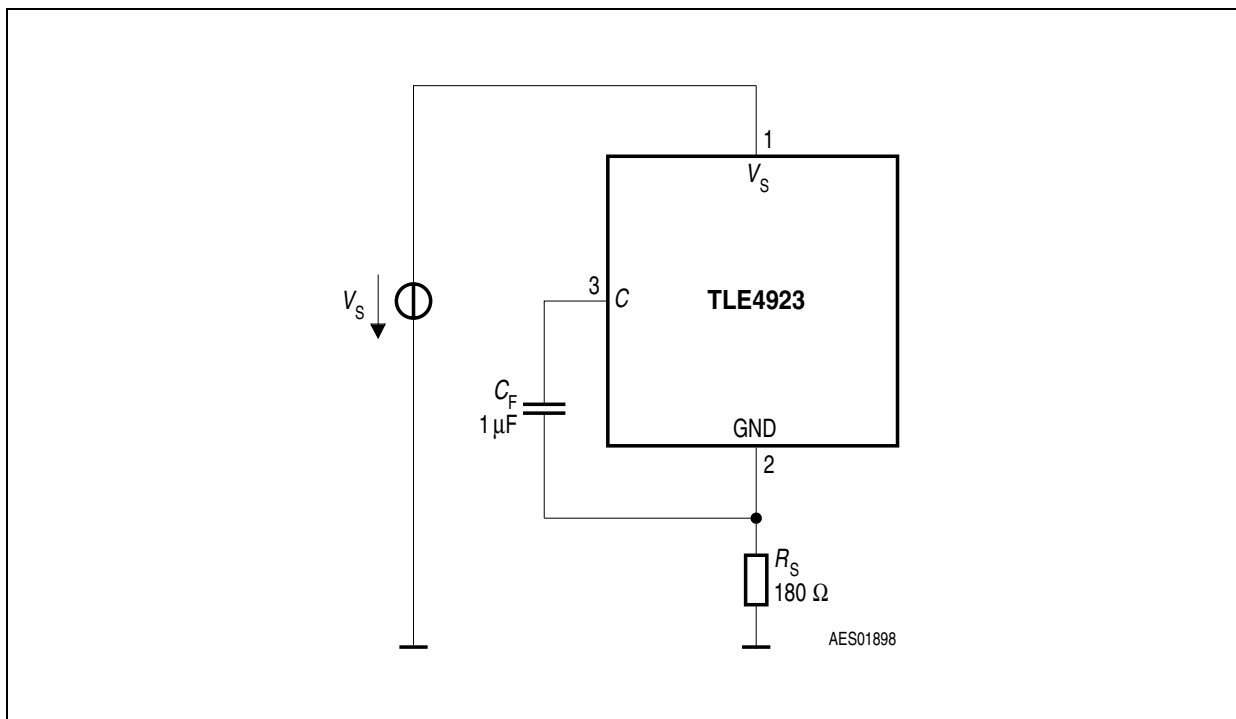 1
V_S
3
C
TLE4923
V_S
C_F
1 μF
GND
2
R_S
180 Ω
AES01898